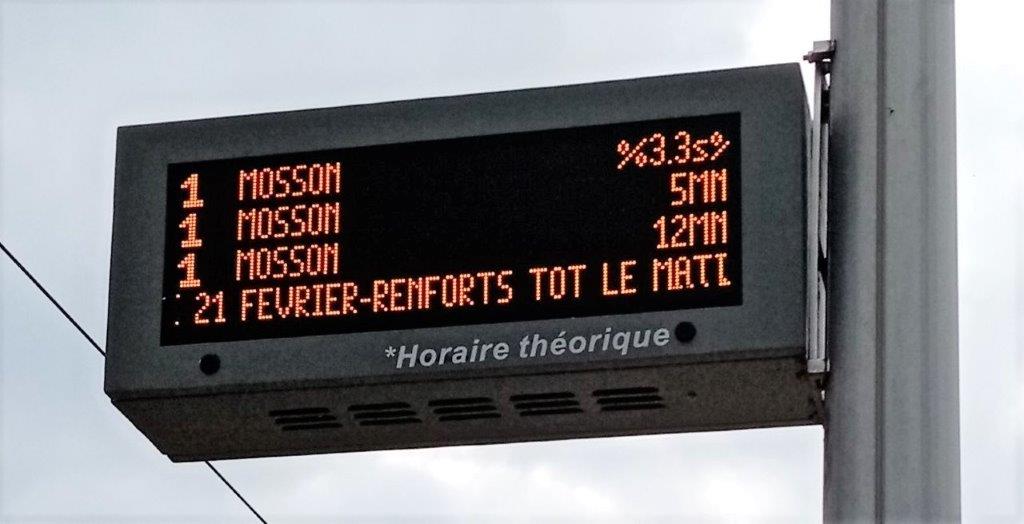 1 MOSSON %3.3s%
1 MOSSON 5MN
1 MOSSON 12MN
21 FEVRIER-RENFORTS TOT LE MATI
*Horaire théorique